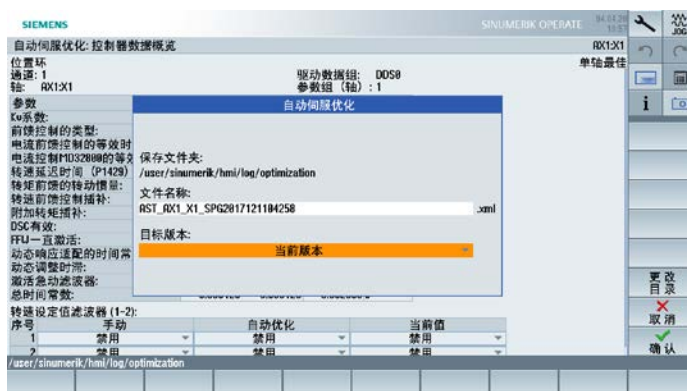 SIEMENS
SINUMERIK OPERATE
JOG
自动伺服优化: 控制器数据概览
AX1:X1
位置环
单轴最佳
通道: 1
驱动数据组: DDS0
轴: AX1:X1
参数组 (轴) : 1
参数
自动伺服优化
Kv系数:
前馈控制的类型:
电流前馈控制的等效时
电流控制MD32800的等效
保存文件夹:
转速延迟时间 (P1429)
/user/sinumerik/hmi/log/optimization
转矩前馈的转动惯量:
转速前馈控制插补:
文件名称:
附加转矩插补:
AST_AX1_X1_SPG2017121104258
.xml
DSC有效:
目标版本:
FFW一直激活:
动态响应适配的时间常
当前版本
动态调整时滞:
激活急动滤波器:
总时间常数:
转速设定值滤波器 (1-2):
序号
手动
自动优化
当前值
1
禁用
禁用
禁用
2
禁用
禁用
禁用
/user/sinumerik/hmi/log/optimization
更改
目录
取消
确认